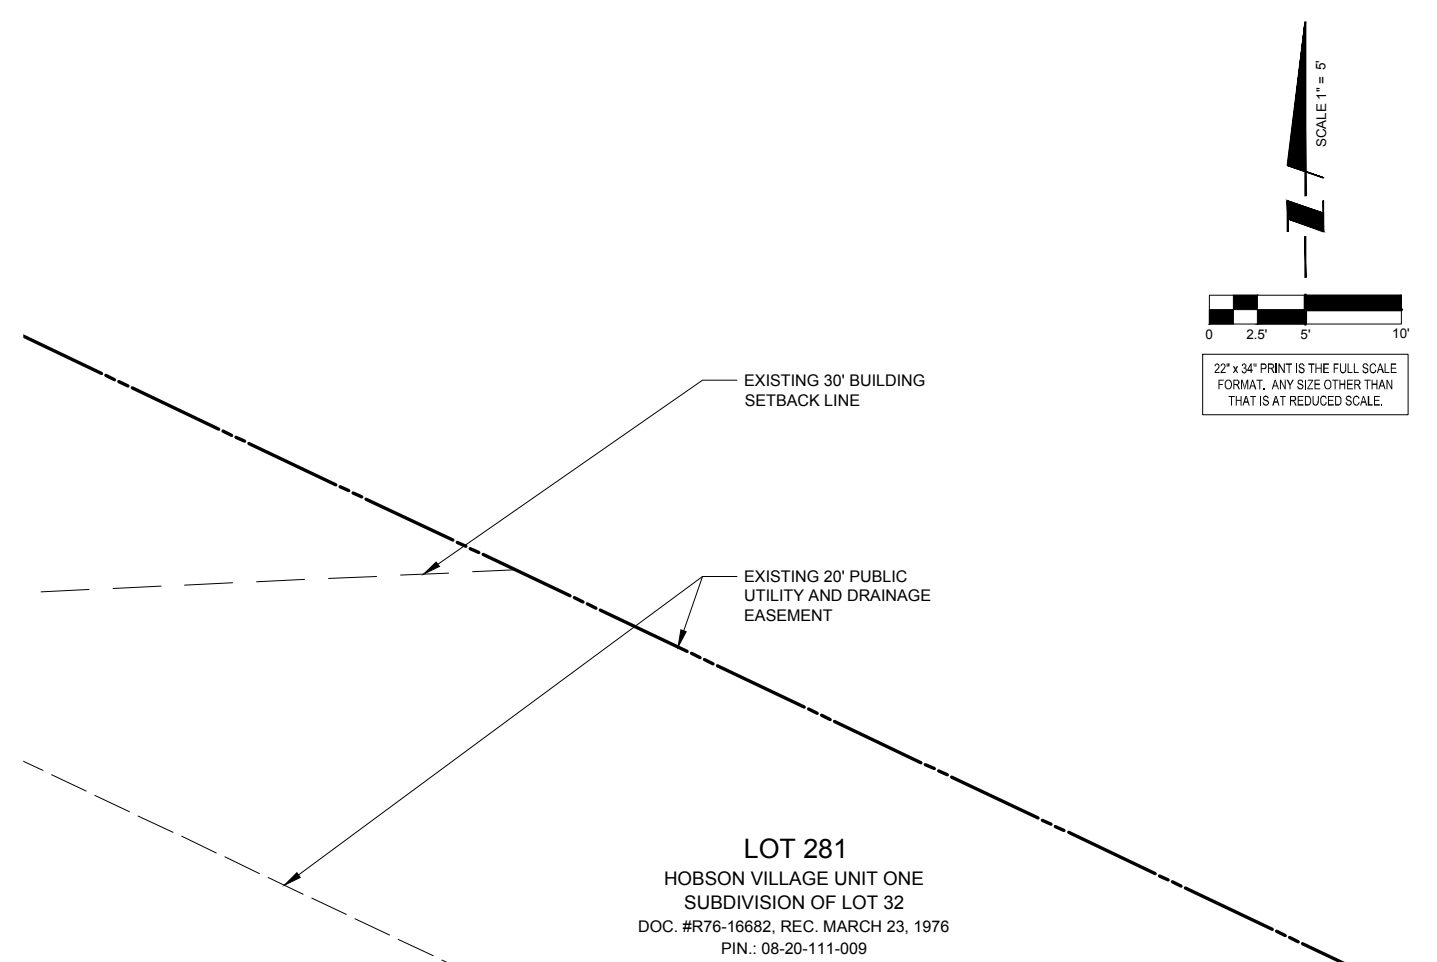 SCALE 1" = 5'
0 2.5' 5' 10'
22" x 34" PRINT IS THE FULL SCALE
FORMAT. ANY SIZE OTHER THAN
THAT IS AT REDUCED SCALE.
EXISTING 30' BUILDING
SETBACK LINE
EXISTING 20' PUBLIC
UTILITY AND DRAINAGE
EASEMENT
LOT 281
HOBSON VILLAGE UNIT ONE
SUBDIVISION OF LOT 32
DOC. #R76-16682, REC. MARCH 23, 1976
PIN.: 08-20-111-009